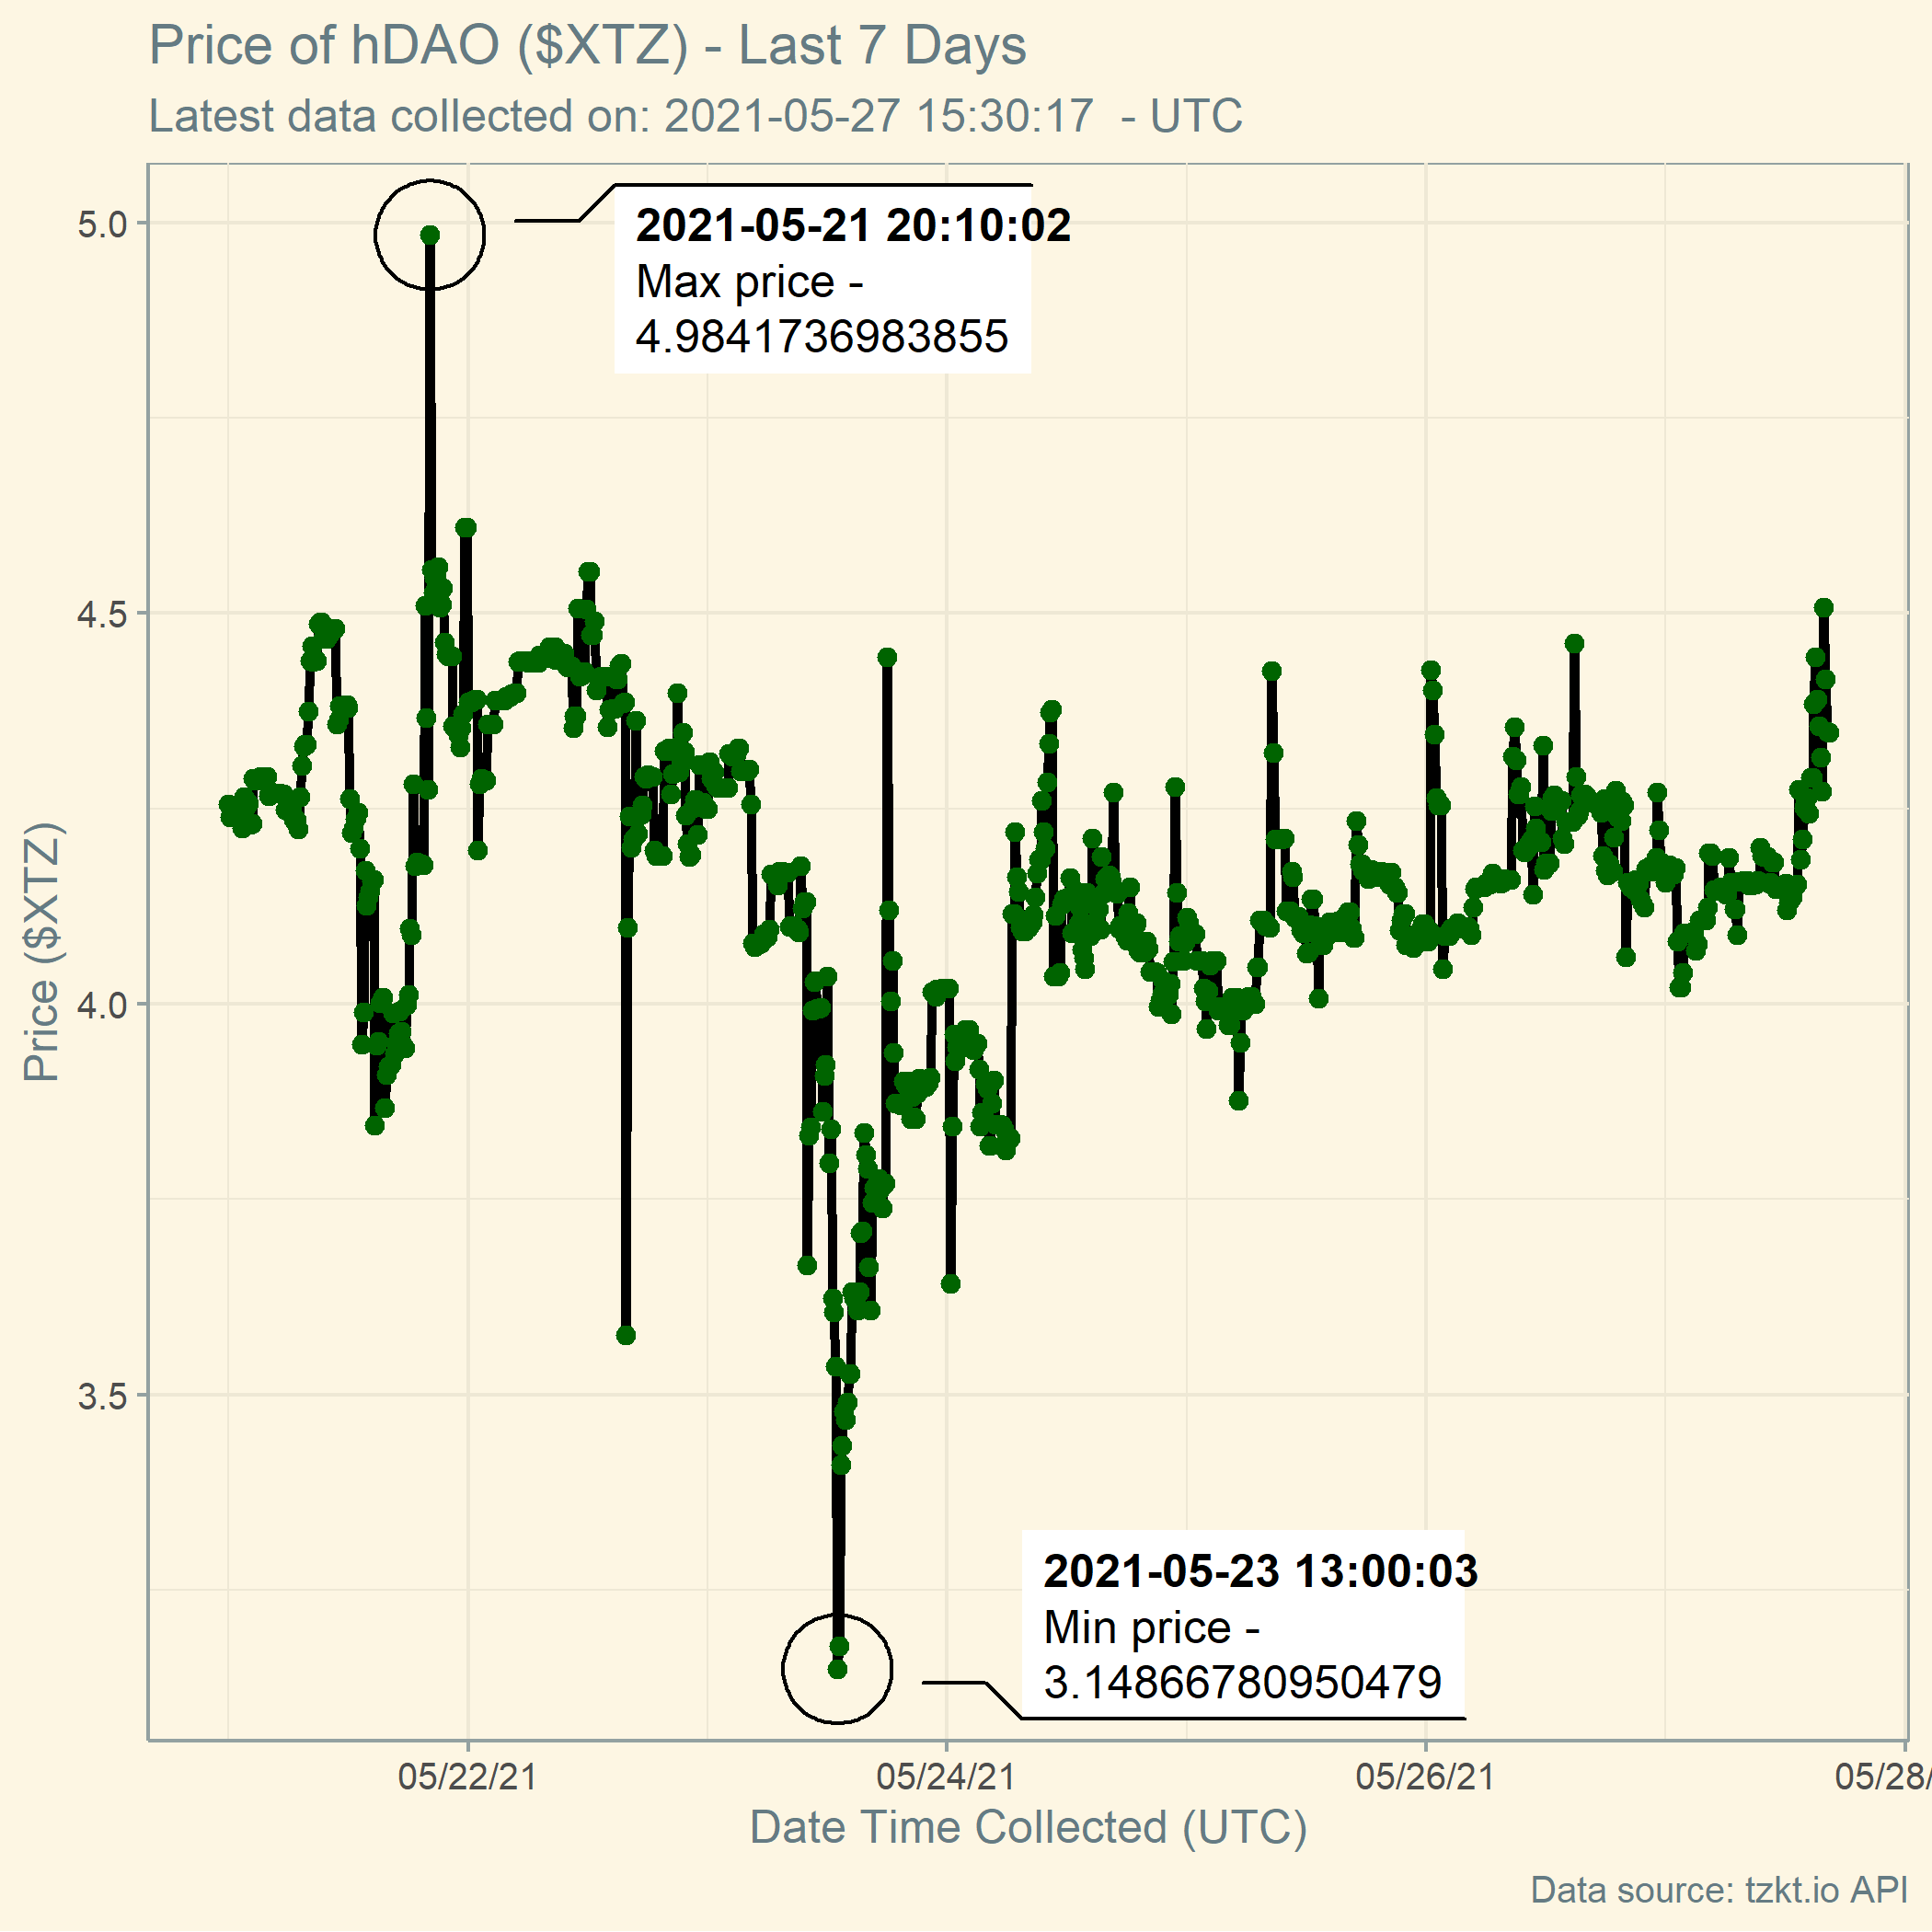 Price of hDAO ($XTZ) - Last 7 Days
Latest data collected on: 2021-05-27 15:30:17  - UTC
5.0
4.5
4.0
3.5
Price ($XTZ)
2021-05-21 20:10:02
Max price -
4.9841736983855
2021-05-23 13:00:03
Min price -
3.14866780950479
05/22/21
05/24/21
05/26/21
05/28/
Date Time Collected (UTC)
Data source: tzkt.io API